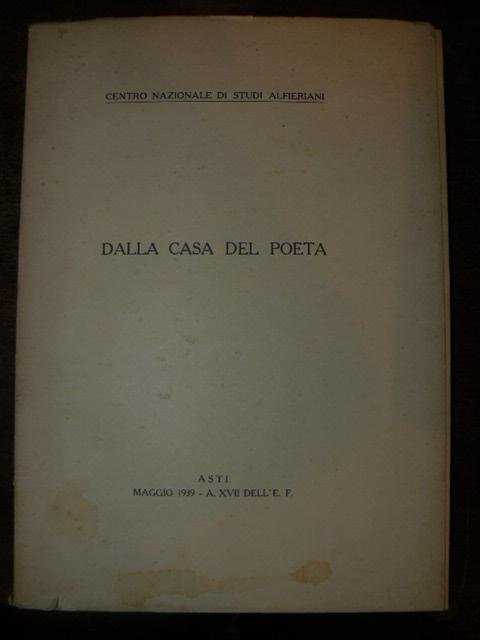 CENTRO NAZIONALE DI STUDI ALFIERIANI
DALLA CASA DEL POETA
ASTI
MAGGIO 1939 - A. XVII DELL'E. F.